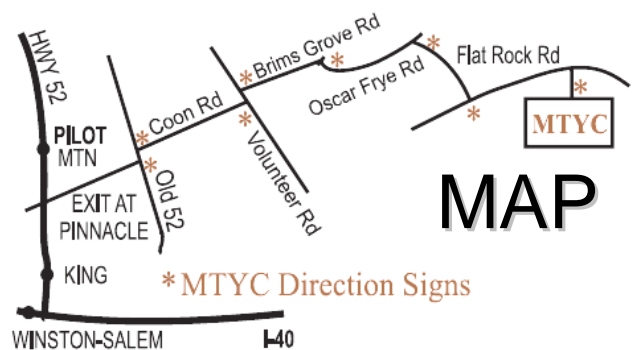 HWY 52
PILOT
MTN
EXIT AT
PINNACLE
KING
WINSTON-SALEM
I-40
Old 52
Coon Rd
Volunteer Rd
Brims Grove Rd
Oscar Frye Rd
Flat Rock Rd
MTYC
MAP
*MTYC Direction Signs